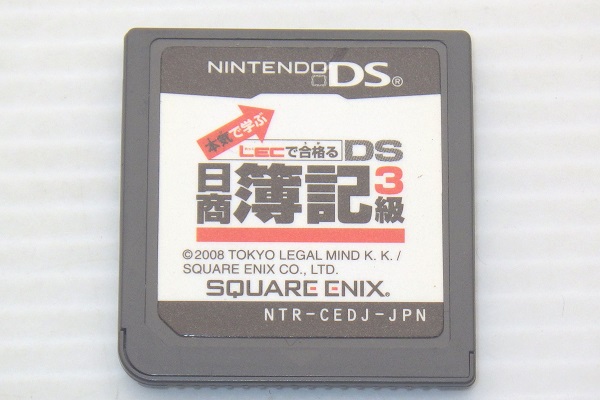 NINTENDO DS®
本気で学ぶ
LECで合格る DS
日商 簿記 3級
©2008 TOKYO LEGAL MIND K. K. /
SQUARE ENIX CO., LTD.
SQUARE ENIX®
NTR-CEDJ-JPN